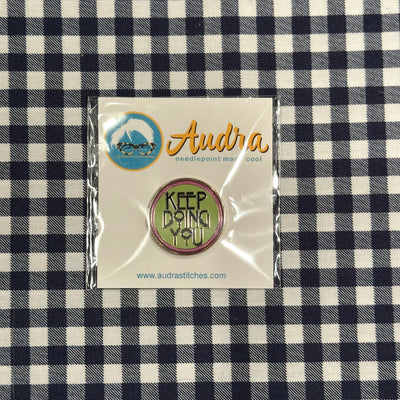 Audra
needlepoint made cool
KEEP
DOING
YOU
www.audrastitches.com